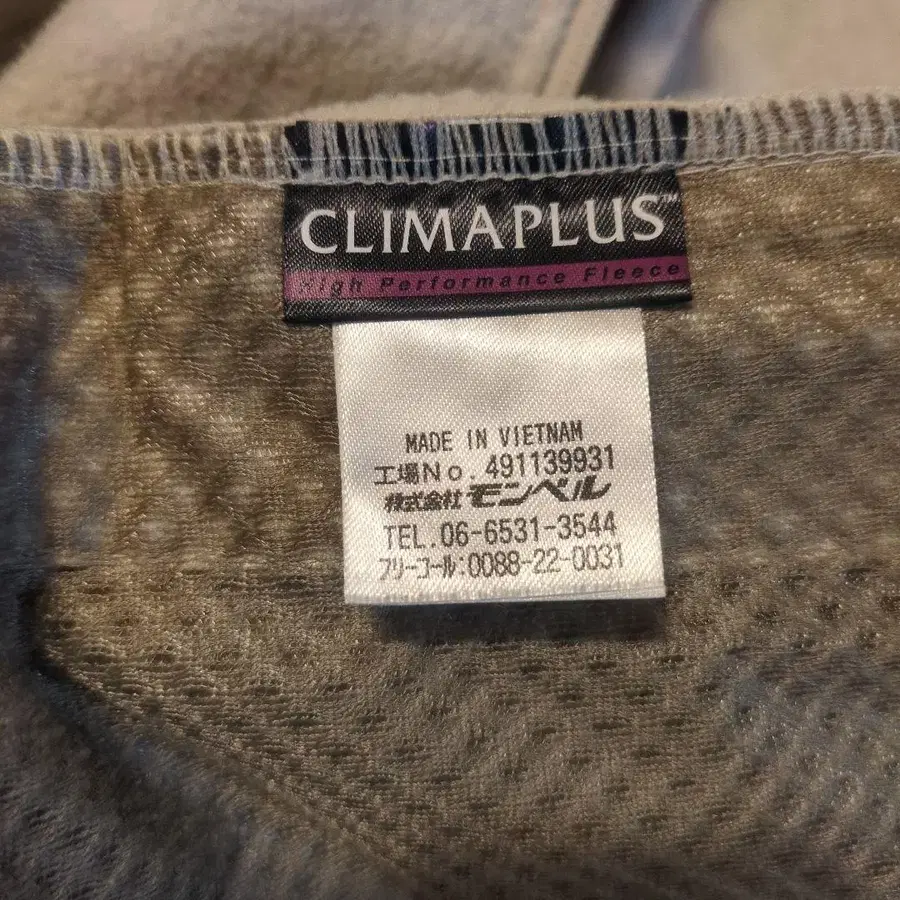 CLIMAPLUS™
High Performance Fleece
MADE IN VIETNAM
工場No.491139931
株式会社モンベル
TEL.06-6531-3544
フリーコール:0088-22-0031